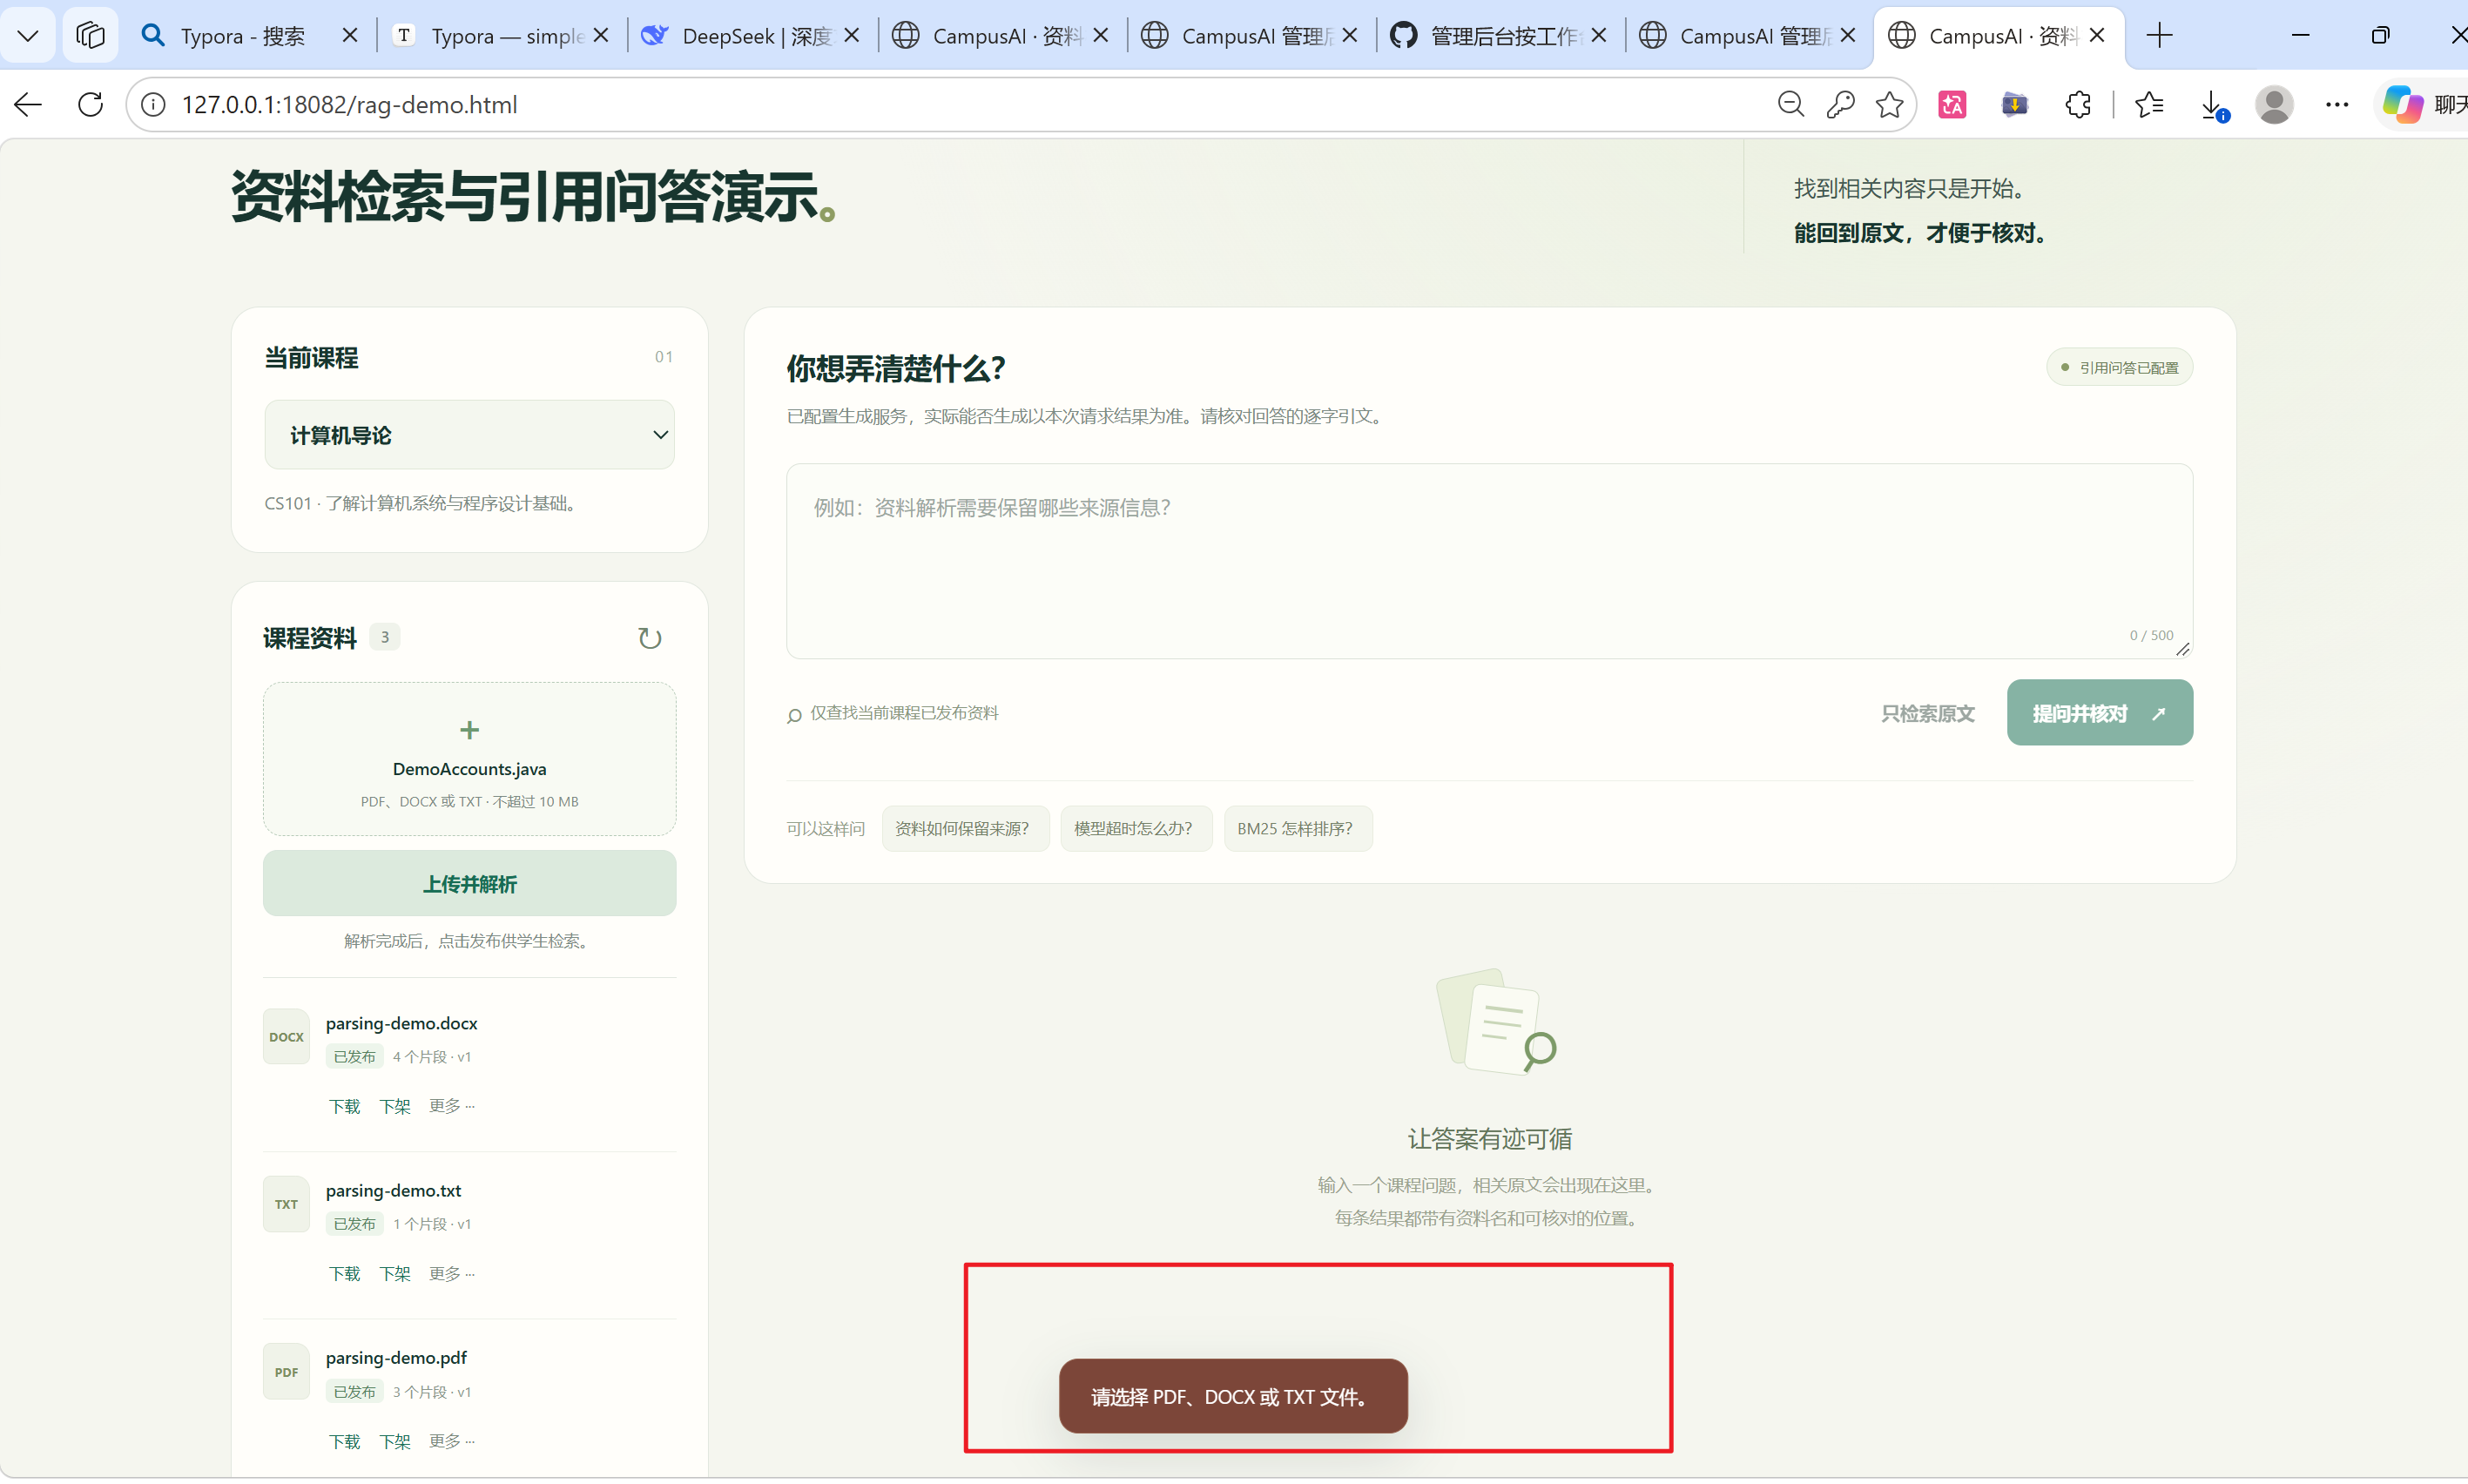 Typora - 搜索
Typora — simple
DeepSeek | 深度
CampusAI · 资料
CampusAI 管理后
管理后台按工作
CampusAI 管理后
CampusAI · 资料
127.0.0.1:18082/rag-demo.html
聊天
资料检索与引用问答演示。
找到相关内容只是开始。
能回到原文，才便于核对。
当前课程
01
计算机导论
CS101 · 了解计算机系统与程序设计基础。
课程资料
3
DemoAccounts.java
PDF、DOCX 或 TXT · 不超过 10 MB
上传并解析
解析完成后，点击发布供学生检索。
DOCX
parsing-demo.docx
已发布 4 个片段 · v1
下载 下架 更多 ···
TXT
parsing-demo.txt
已发布 1 个片段 · v1
下载 下架 更多 ···
PDF
parsing-demo.pdf
已发布 3 个片段 · v1
下载 下架 更多 ···
你想弄清楚什么？
引用问答已配置
已配置生成服务，实际能否生成以本次请求结果为准。请核对回答的逐字引文。
例如：资料解析需要保留哪些来源信息？
0 / 500
仅查找当前课程已发布资料
只检索原文
提问并核对 ↗
可以这样问
资料如何保留来源？
模型超时怎么办？
BM25 怎样排序？
让答案有迹可循
输入一个课程问题，相关原文会出现在这里。
每条结果都带有资料名和可核对的位置。
请选择 PDF、DOCX 或 TXT 文件。